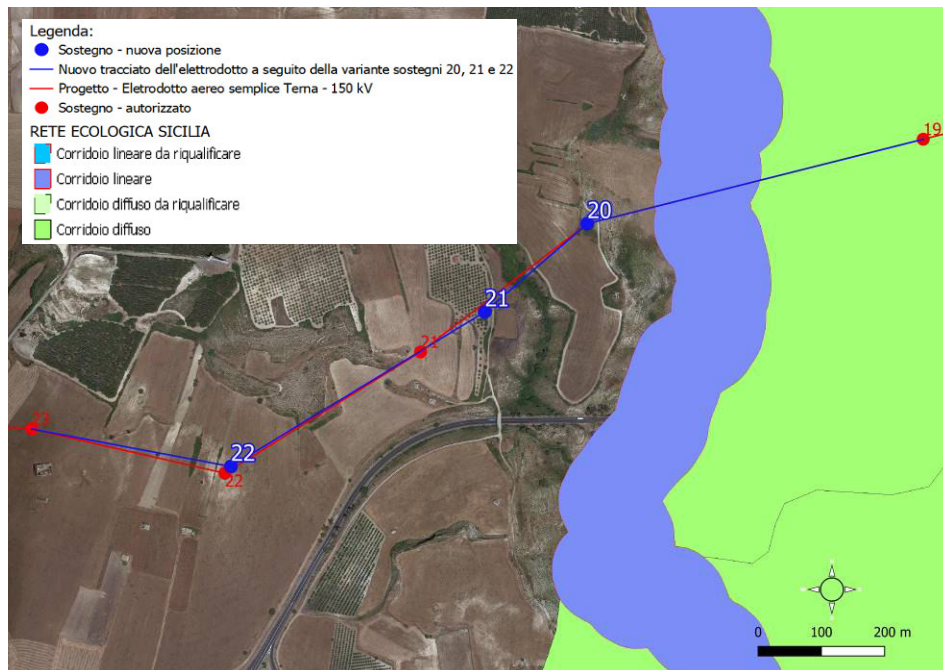 Legenda:
Sostegno - nuova posizione
Nuovo tracciato dell'elettrodotto a seguito della variante sostegni 20, 21 e 22
Progetto - Eletrodotto aereo semplice Terna - 150 kV
Sostegno - autorizzato
RETE ECOLOGICA SICILIA
Corridoio lineare da riqualificare
Corridoio lineare
Corridoio diffuso da riqualificare
Corridoio diffuso
19
20
21
21
23
22
22
0 100 200 m